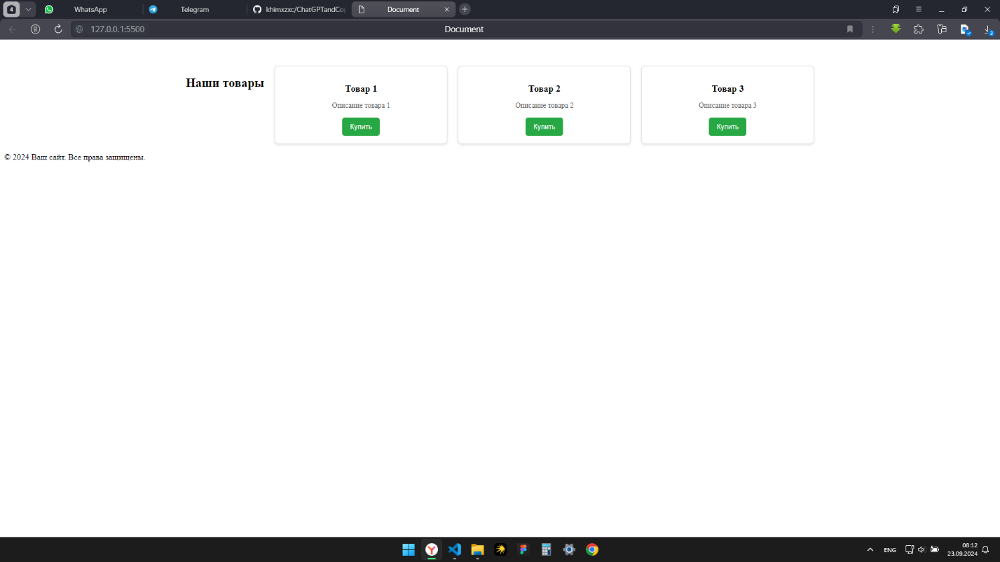 4
WhatsApp
Telegram
khimxzxc/ChatGPTandCop
Document
127.0.0.1:5500
Document
3
Наши товары
Товар 1
Описание товара 1
Купить
Товар 2
Описание товара 2
Купить
Товар 3
Описание товара 3
Купить
© 2024 Ваш сайт. Все права защищены.
ENG
08:12
23.09.2024